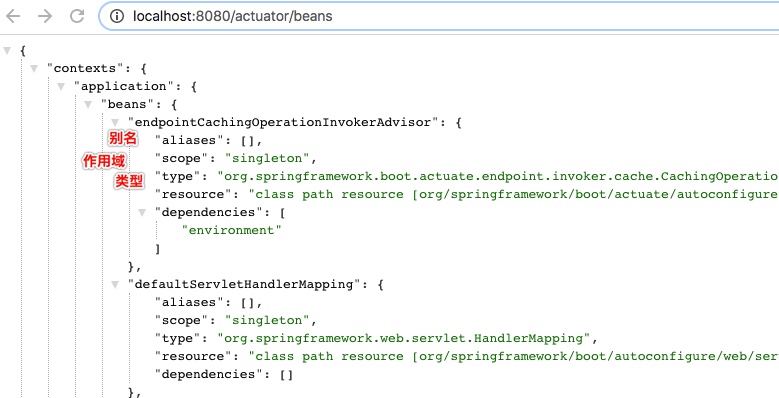 localhost:8080/actuator/beans
{
"contexts": {
"application": {
"beans": {
"endpointCachingOperationInvokerAdvisor": {
别名 "aliases": [],
作用域 "scope": "singleton",
类型 "type": "org.springframework.boot.actuate.endpoint.invoker.cache.CachingOperatio
"resource": "class path resource [org/springframework/boot/actuate/autoconfigure
"dependencies": [
"environment"
]
},
"defaultServletHandlerMapping": {
"aliases": [],
"scope": "singleton",
"type": "org.springframework.web.servlet.HandlerMapping",
"resource": "class path resource [org/springframework/boot/autoconfigure/web/ser
"dependencies": []
},